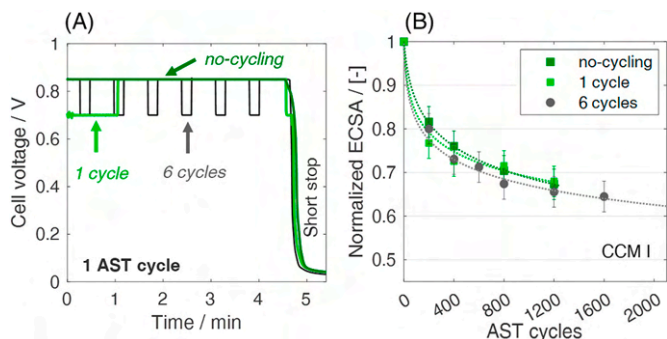 (A)
no-cycling
1 cycle
6 cycles
Short stop
1 AST cycle
Cell voltage / V
1
0.8
0.6
0.4
0.2
0
0
1
2
3
4
5
Time / min
(B)
no-cycling
1 cycle
6 cycles
CCM I
Normalized ECSA / [-]
1
0.9
0.8
0.7
0.6
0.5
0
400
800
1200
1600
2000
AST cycles